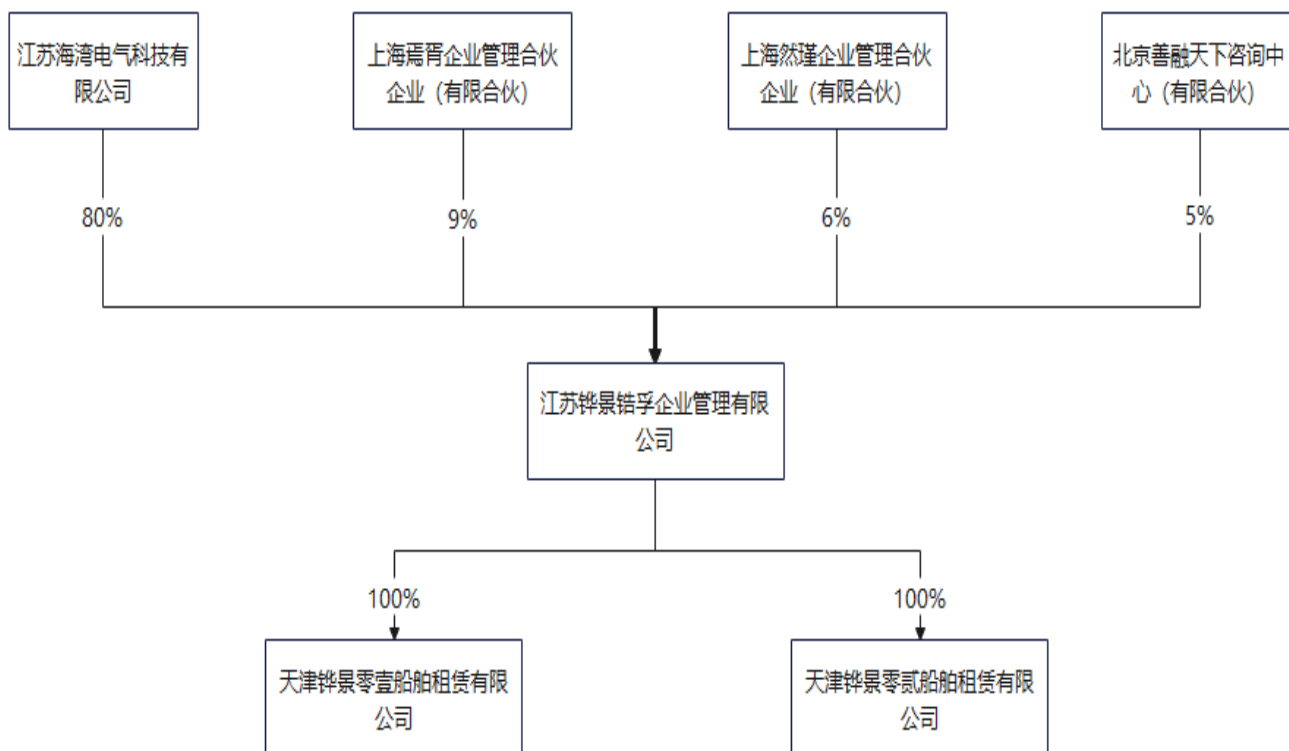 江苏海湾电气科技有
限公司
上海焉胥企业管理合伙
企业（有限合伙）
上海然瑾企业管理合伙
企业（有限合伙）
北京善融天下咨询中
心（有限合伙）
80%
9%
6%
5%
江苏铧景锆孚企业管理有限
公司
100%
100%
天津铧景零壹船舶租赁有限
公司
天津铧景零贰船舶租赁有限
公司